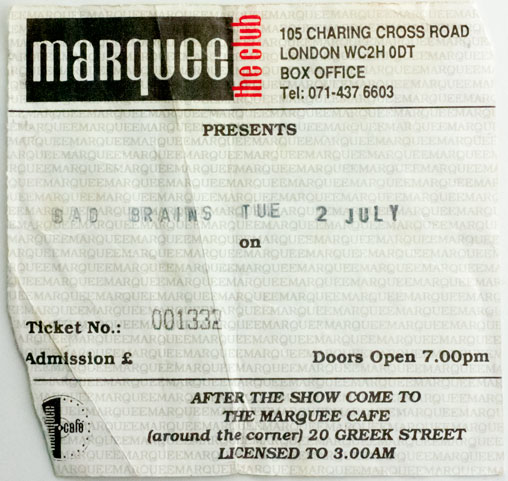 marquee the club
105 CHARING CROSS ROAD
LONDON WC2H 0DT
BOX OFFICE
Tel: 071-437 6603
PRESENTS
BAD BRAINS TUE 2 JULY
on
Ticket No.: 001332
Admission £ Doors Open 7.00pm
cafe
AFTER THE SHOW COME TO
THE MARQUEE CAFE
(around the corner) 20 GREEK STREET
LICENSED TO 3.00AM